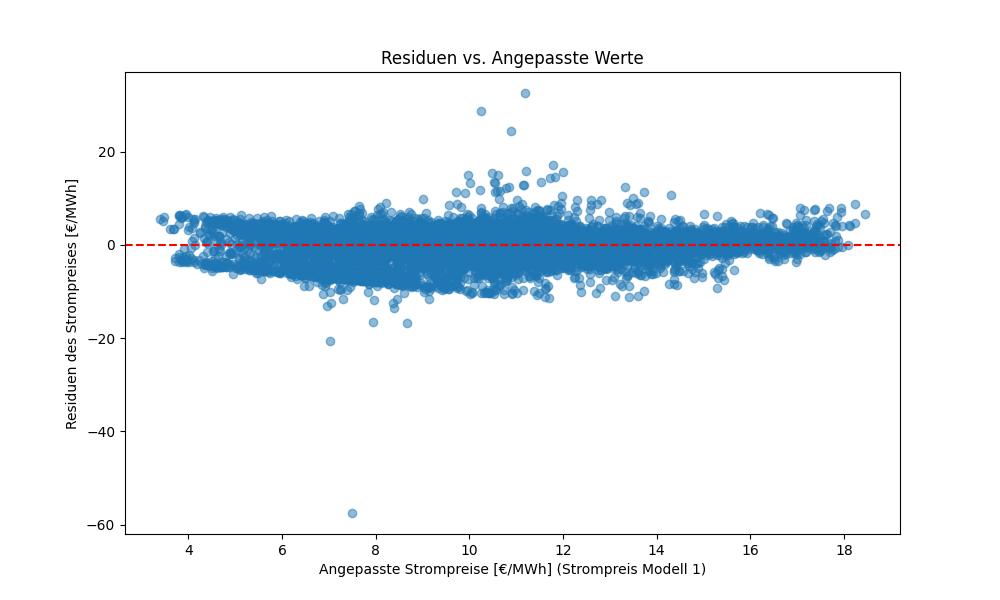 Residuen vs. Angepasste Werte
Residuen des Strompreises [€/MWh]
20
0
−20
−40
−60
4 6 8 10 12 14 16 18
Angepasste Strompreise [€/MWh] (Strompreis Modell 1)